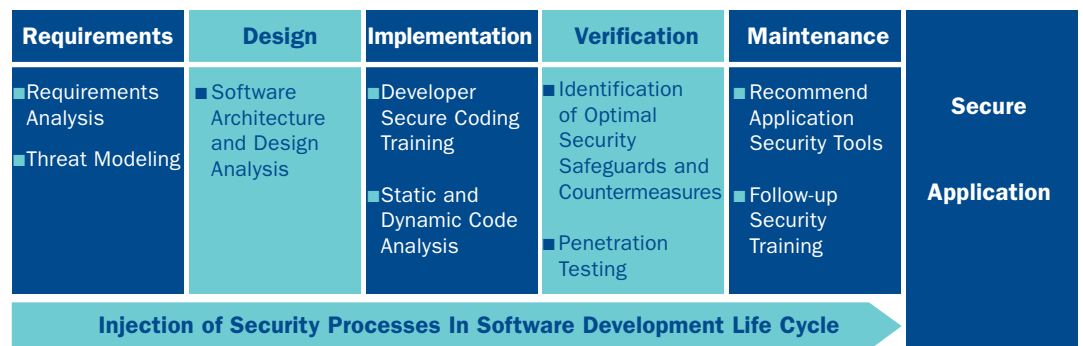 Requirements
Design
Implementation
Verification
Maintenance
Requirements
Analysis
Threat Modeling
Software
Architecture
and Design
Analysis
Developer
Secure Coding
Training
Static and
Dynamic Code
Analysis
Identification
of Optimal
Security
Safeguards and
Countermeasures
Penetration
Testing
Recommend
Application
Security Tools
Follow-up
Security
Training
Secure
Application
Injection of Security Processes In Software Development Life Cycle